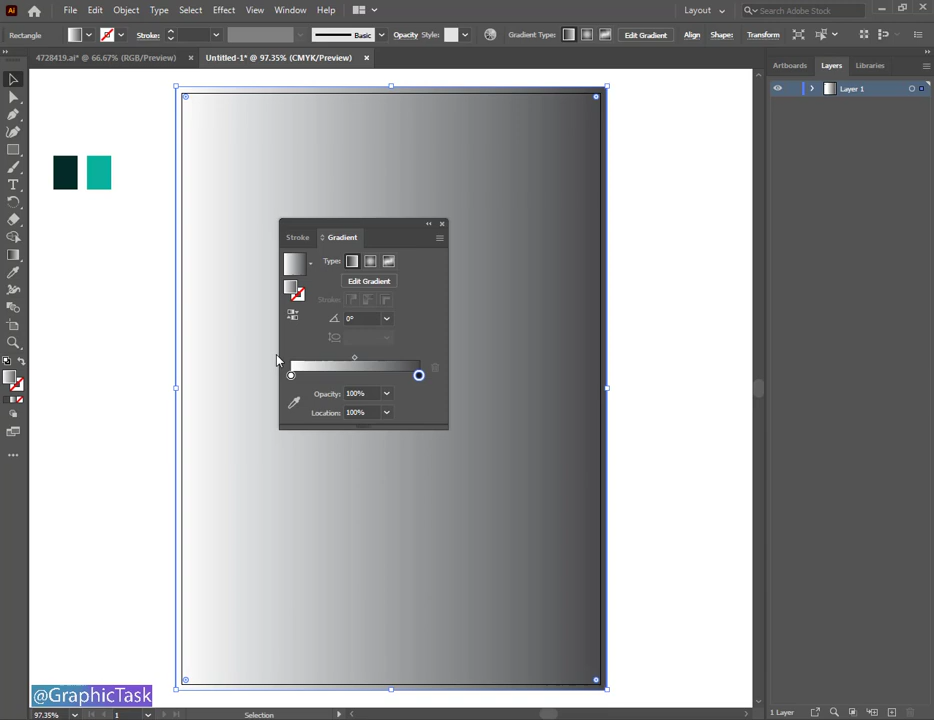 Ai File Edit Object Type Select Effect View Window Help Layout Search Adobe Stock
Rectangle Stroke: Basic Opacity Style: Gradient Type: Edit Gradient Align Shape: Transform
4728419.ai* @ 66.67% (RGB/Preview) × Untitled-1* @ 97.35% (CMYK/Preview) ×
Artboards Layers Libraries
Layer 1
Stroke Gradient
Type:
Edit Gradient
Stroke:
0°
Opacity: 100%
Location: 100%
@GraphicTask
97.35% 1 Selection 1 Layer